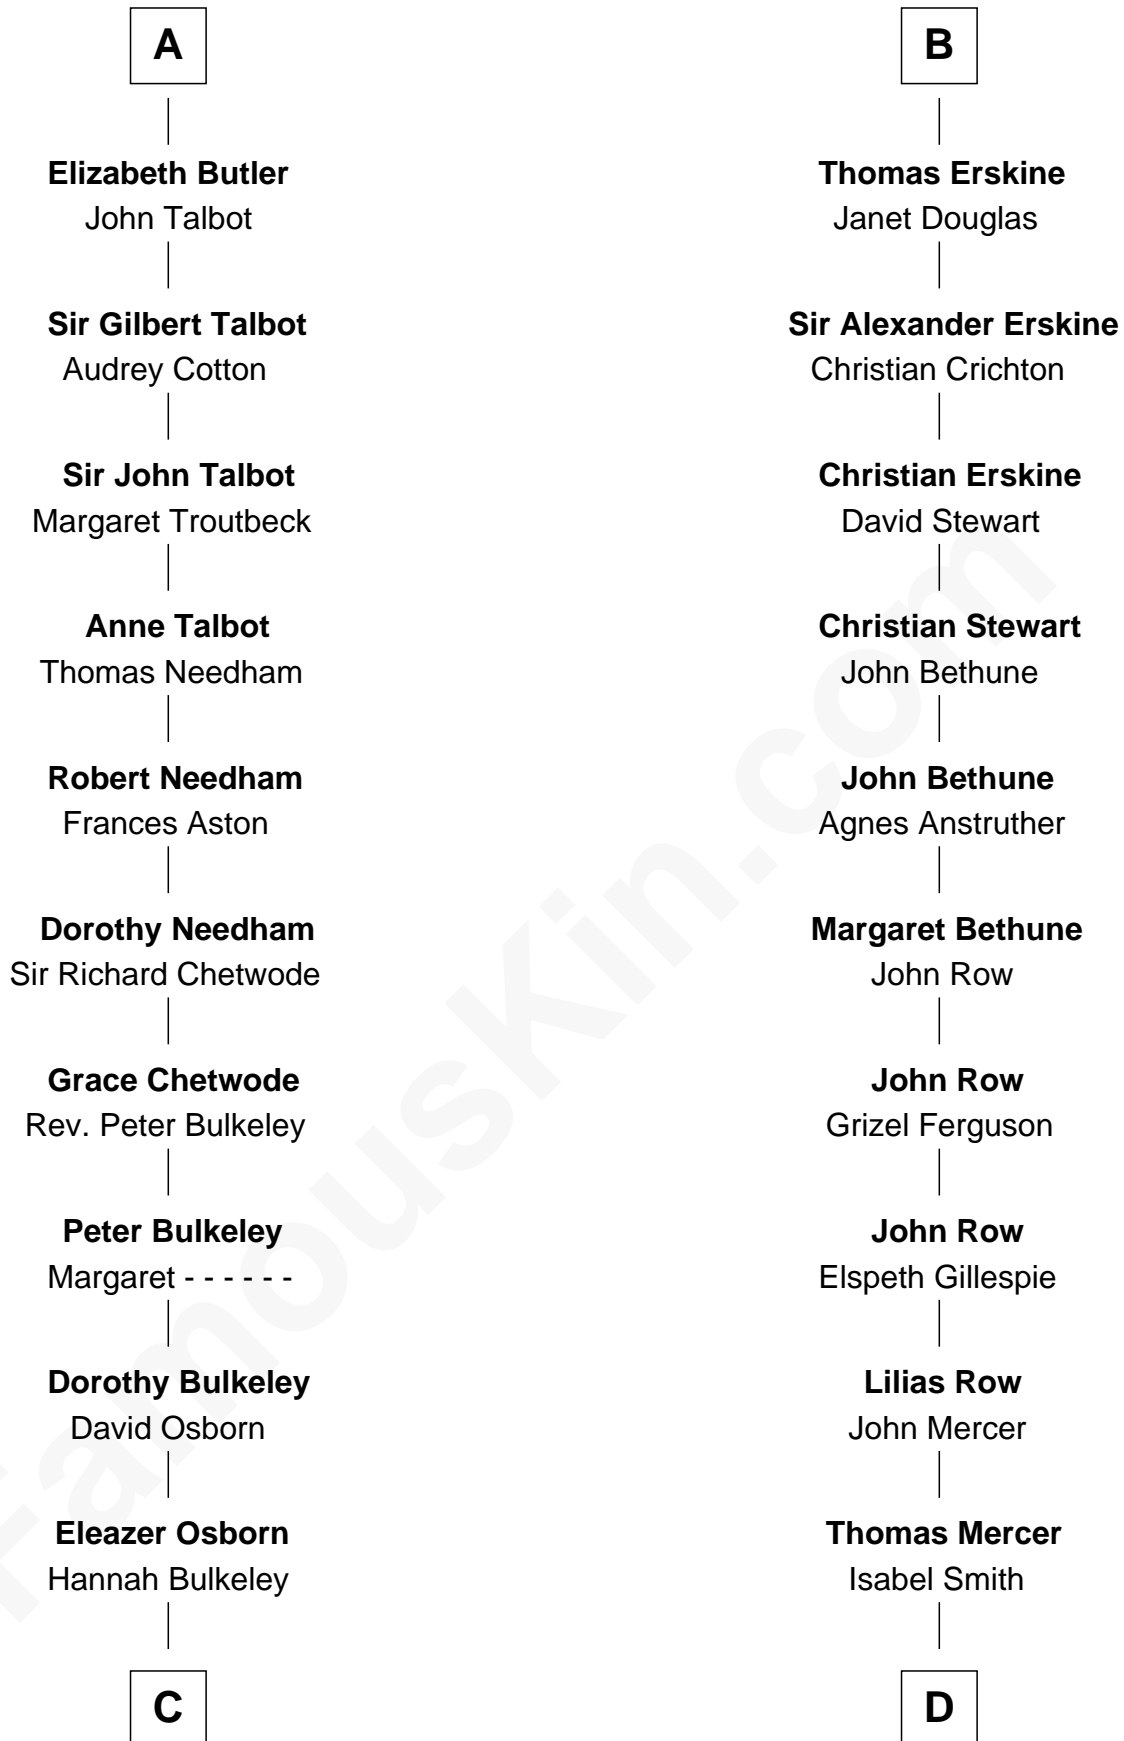 A
Elizabeth Butler
John Talbot
Sir Gilbert Talbot
Audrey Cotton
Sir John Talbot
Margaret Troutbeck
Anne Talbot
Thomas Needham
Robert Needham
Frances Aston
Dorothy Needham
Sir Richard Chetwode
Grace Chetwode
Rev. Peter Bulkeley
Peter Bulkeley
Margaret - - - - - -
Dorothy Bulkeley
David Osborn
Eleazer Osborn
Hannah Bulkeley
C
B
Thomas Erskine
Janet Douglas
Sir Alexander Erskine
Christian Crichton
Christian Erskine
David Stewart
Christian Stewart
John Bethune
John Bethune
Agnes Anstruther
Margaret Bethune
John Row
John Row
Grizel Ferguson
John Row
Elspeth Gillespie
Lilias Row
John Mercer
Thomas Mercer
Isabel Smith
D
FamousKin.com